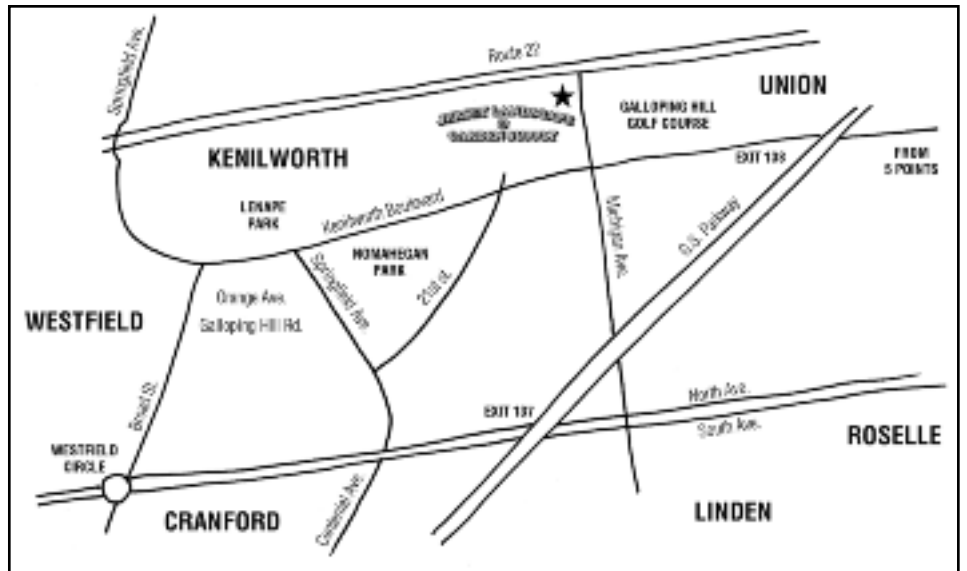 Springfield Ave.
Route 22
UNION
GALLOPING HILL
GOLF COURSE
KENILWORTH
EXIT 138
FROM
5 POINTS
LENAPE
PARK
Kenilworth Boulevard
Michigan Ave.
G.S. Parkway
NOMAHEGAN
PARK
Springfield Ave.
21st st.
Orange Ave.
Galloping Hill Rd.
WESTFIELD
Broad St.
North Ave.
EXIT 137
South Ave.
ROSELLE
WESTFIELD
CIRCLE
Centennial Ave.
CRANFORD
LINDEN